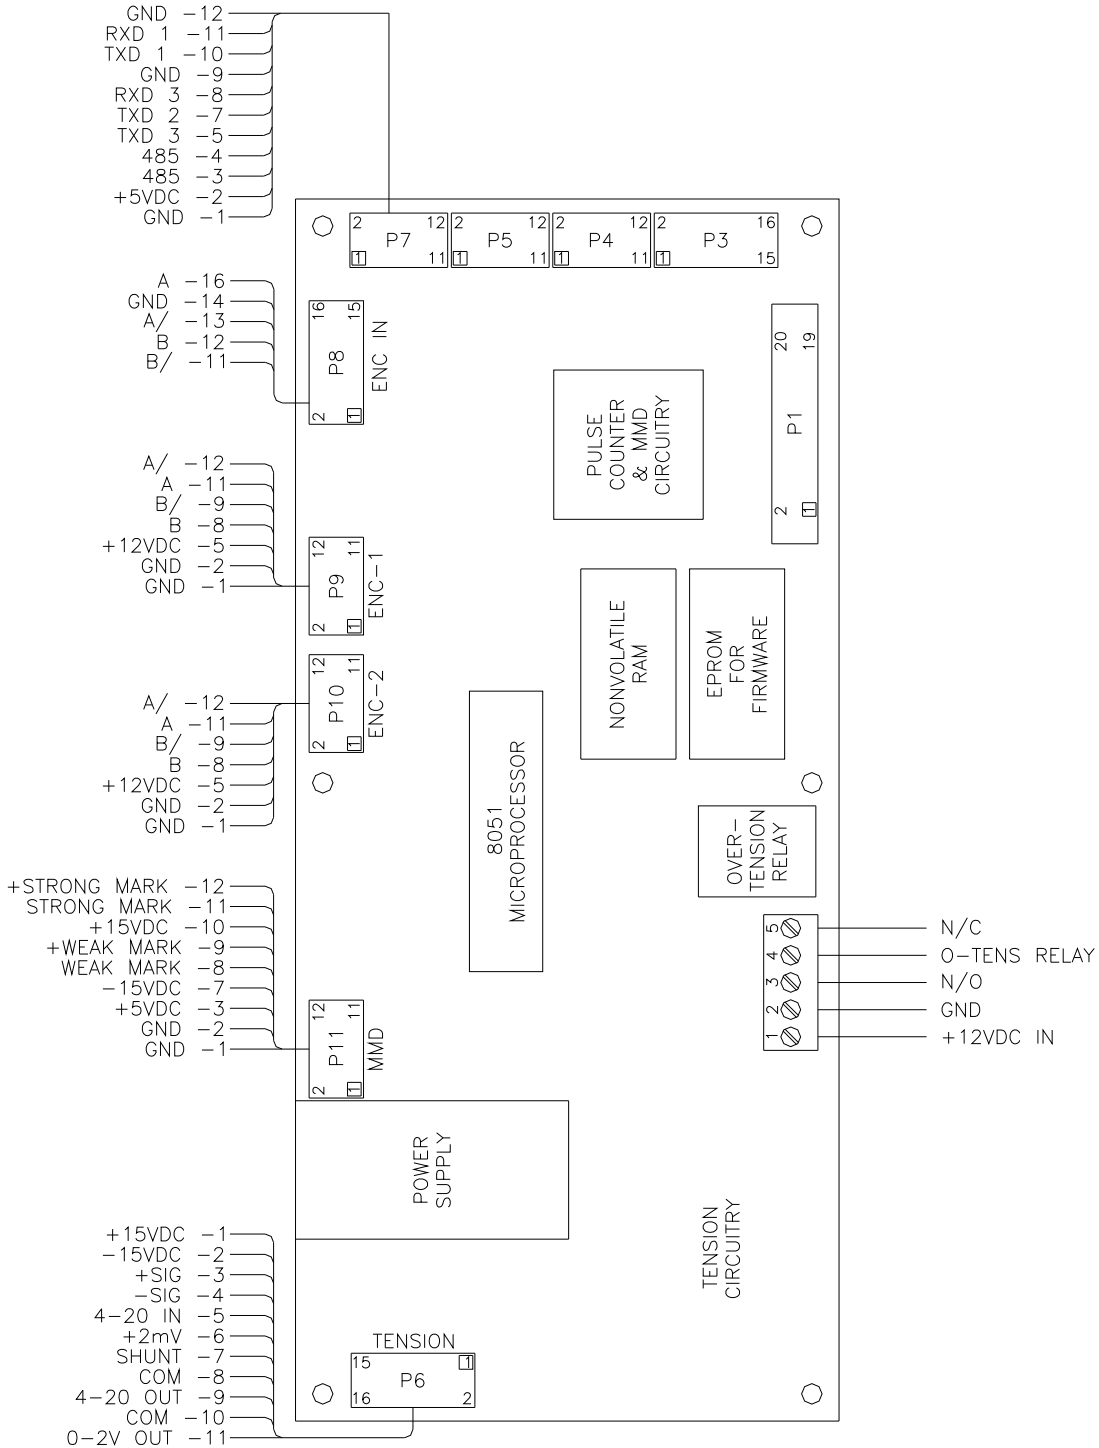 GND -12
RXD 1 -11
TXD 1 -10
GND -9
RXD 3 -8
TXD 2 -7
TXD 3 -5
485 -4
485 -3
+5VDC -2
GND -1
2 12
P7
1 11
2 12
P5
1 11
2 12
P4
1 11
2 16
P3
1 15
A -16
GND -14
A/ -13
B -12
B/ -11
16 15
P8
2 1
ENC IN
20 19
P1
2 1
PULSE
COUNTER
& MMD
CIRCUITRY
A/ -12
A -11
B/ -9
B -8
+12VDC -5
GND -2
GND -1
12 11
P9
2 1
ENC-1
NONVOLATILE
RAM
EPROM
FOR
FIRMWARE
A/ -12
A -11
B/ -9
B -8
+12VDC -5
GND -2
GND -1
12 11
P10
2 1
ENC-2
8051
MICROPROCESSOR
OVER-
TENSION
RELAY
+STRONG MARK -12
STRONG MARK -11
+15VDC -10
+WEAK MARK -9
WEAK MARK -8
-15VDC -7
+5VDC -3
GND -2
GND -1
12 11
P11
2 1
MMD
5 N/C
4 O-TENS RELAY
3 N/O
2 GND
1 +12VDC IN
POWER
SUPPLY
TENSION
CIRCUITRY
+15VDC -1
-15VDC -2
+SIG -3
-SIG -4
4-20 IN -5
+2mV -6
SHUNT -7
COM -8
4-20 OUT -9
COM -10
0-2V OUT -11
TENSION
15 1
P6
16 2